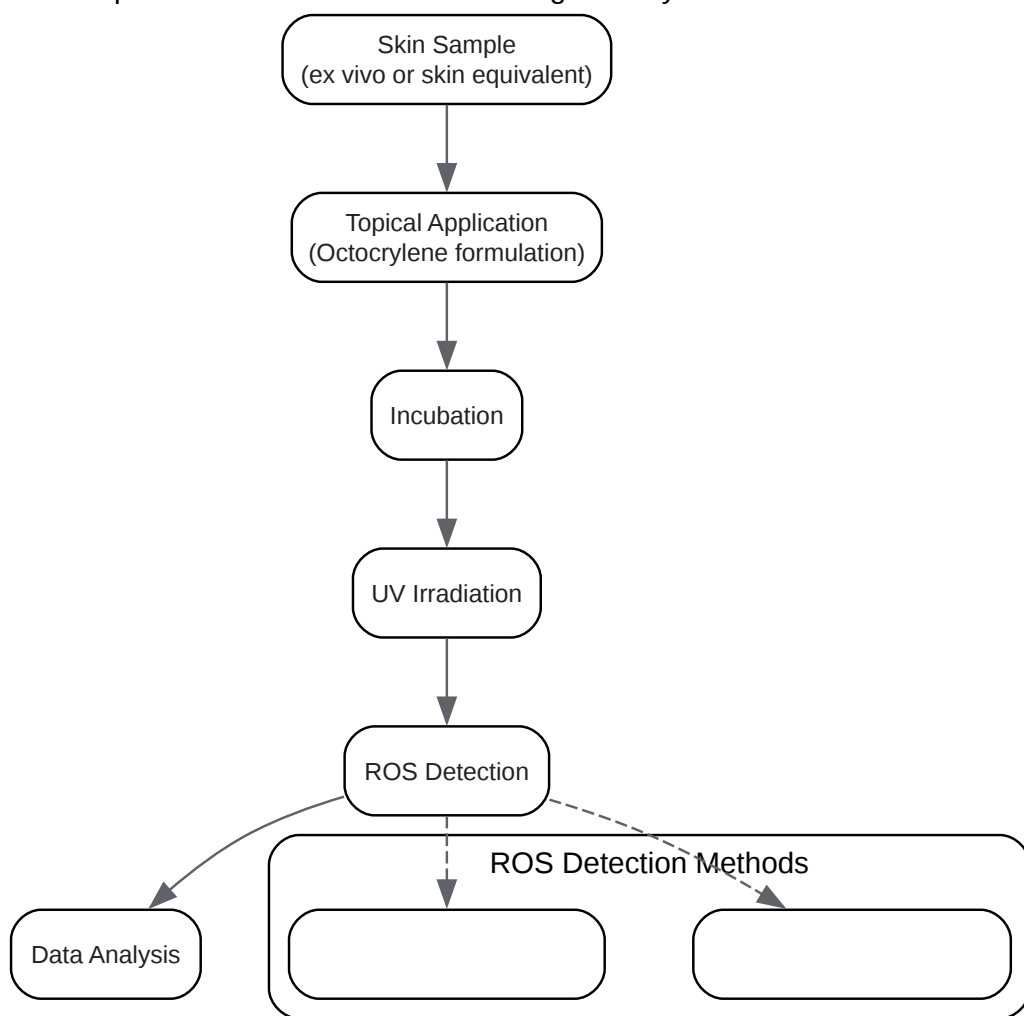 Skin Sample
(ex vivo or skin equivalent)
Topical Application
(Octocrylene formulation)
Incubation
UV Irradiation
ROS Detection
ROS Detection Methods
Data Analysis